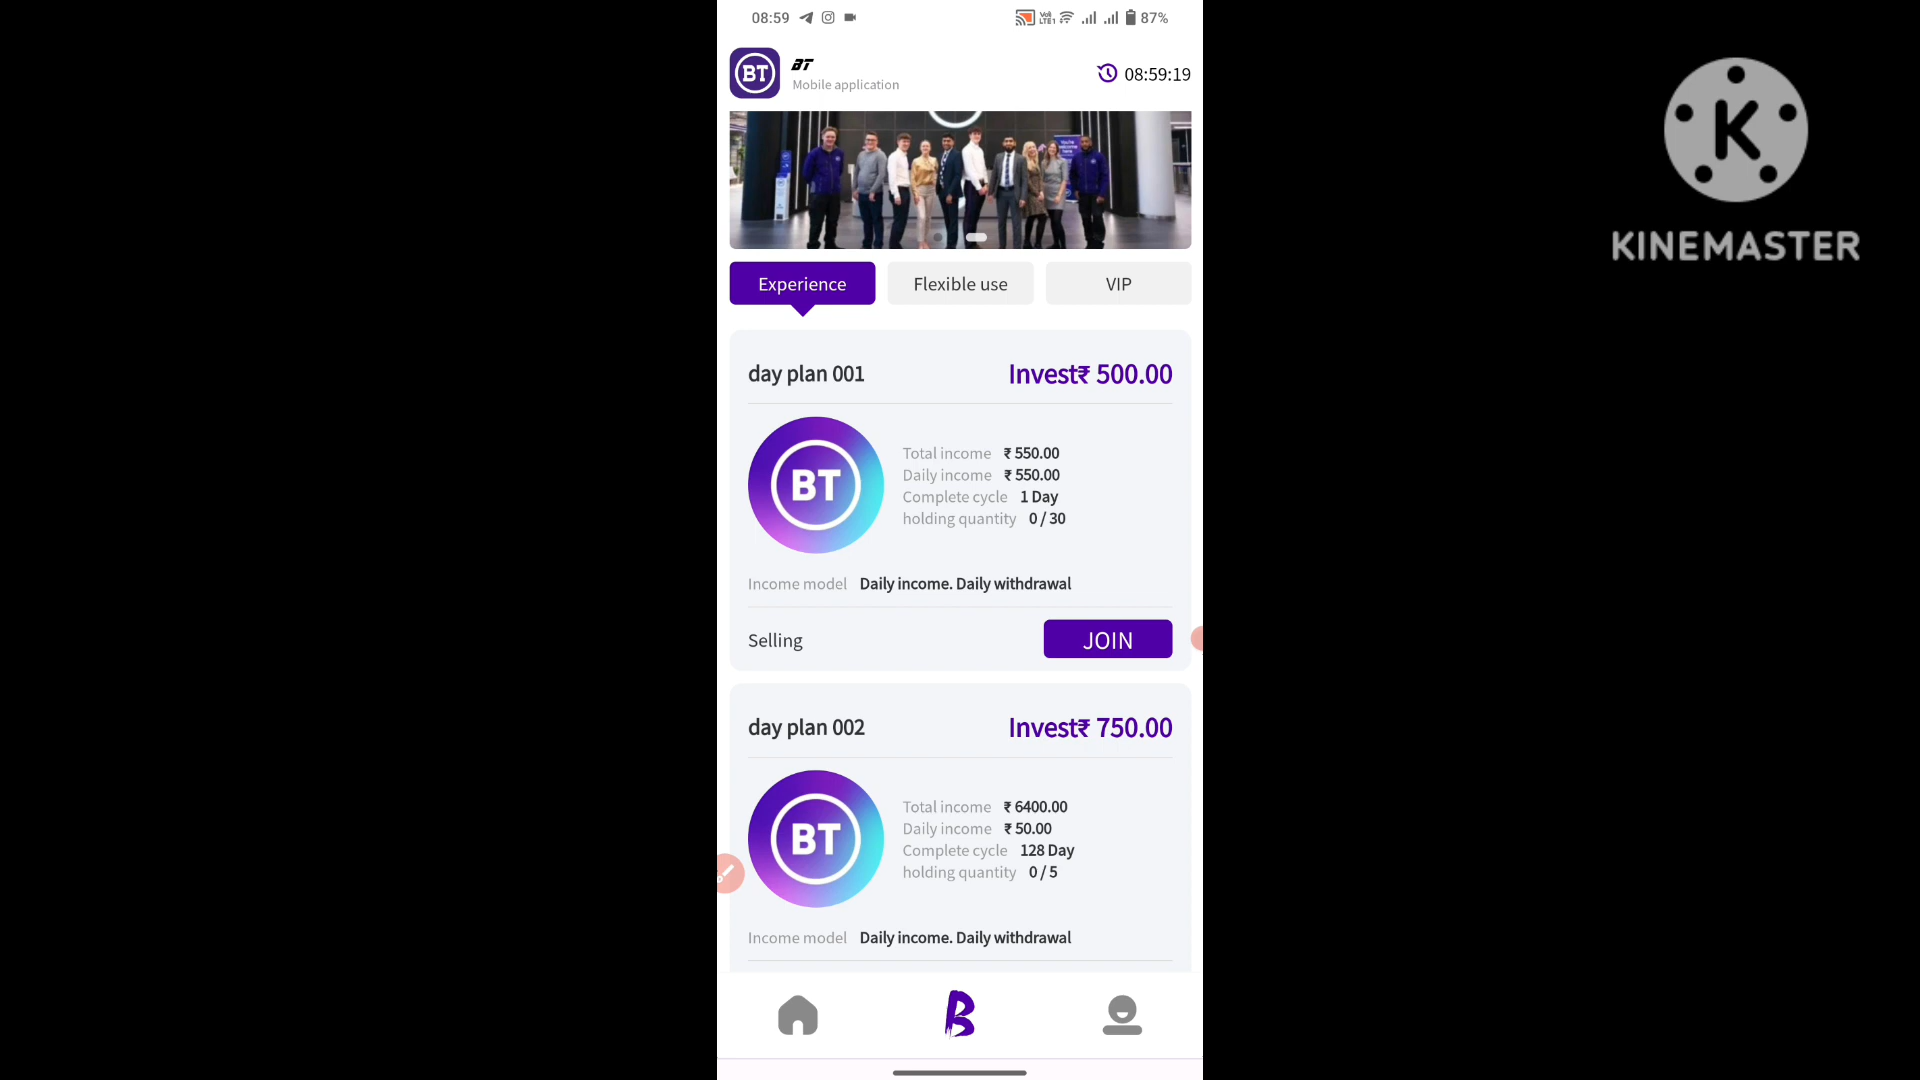 08:59
Vo) LTE1
87%
BT
BT
Mobile application
08:59:19
KINEMASTER
Experience
Flexible use
VIP
day plan 001
Invest₹ 500.00
BT
Total income ₹ 550.00
Daily income ₹ 550.00
Complete cycle 1 Day
holding quantity 0 / 30
Income model Daily income. Daily withdrawal
Selling
JOIN
day plan 002
Invest₹ 750.00
BT
Total income ₹ 6400.00
Daily income ₹ 50.00
Complete cycle 128 Day
holding quantity 0 / 5
Income model Daily income. Daily withdrawal
B